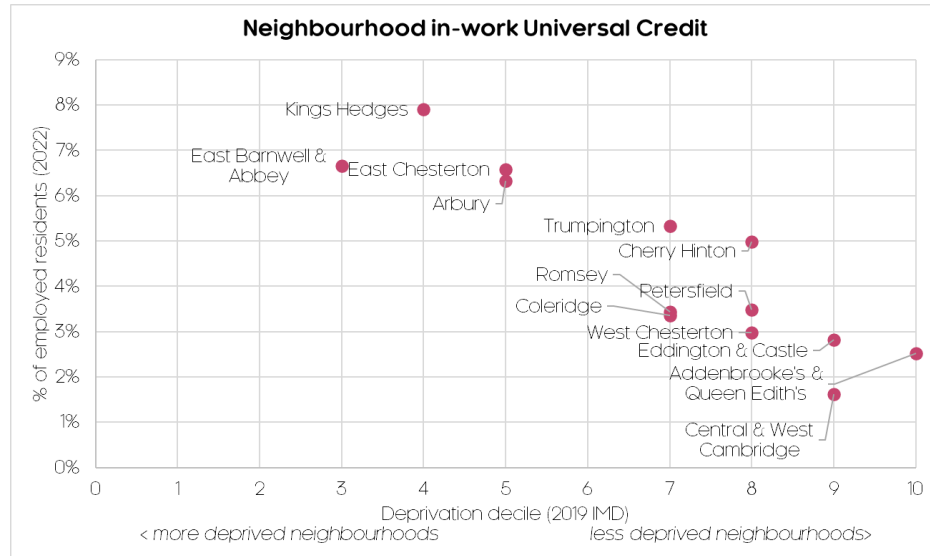 Neighbourhood in-work Universal Credit
% of employed residents (2022)
9%
8%
7%
6%
5%
4%
3%
2%
1%
0%
Kings Hedges
East Barnwell &
Abbey
East Chesterton
Arbury
Trumpington
Cherry Hinton
Romsey
Coleridge
Petersfield
West Chesterton
Eddington & Castle
Addenbrooke's &
Queen Edith's
Central & West
Cambridge
0 1 2 3 4 5 6 7 8 9 10
Deprivation decile (2019 IMD)
< more deprived neighbourhoods
less deprived neighbourhoods>